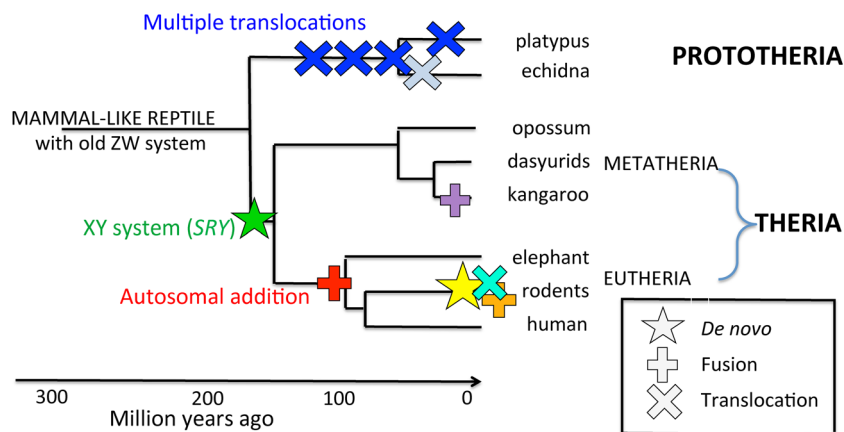 Multiple translocations
platypus
echidna
PROTOTHERIA
MAMMAL-LIKE REPTILE
with old ZW system
opossum
dasyurids
METATHERIA
kangaroo
XY system (SRY)
THERIA
elephant
EUTHERIA
Autosomal addition
rodents
human
De novo
Fusion
Translocation
300
200
100
0
Million years ago